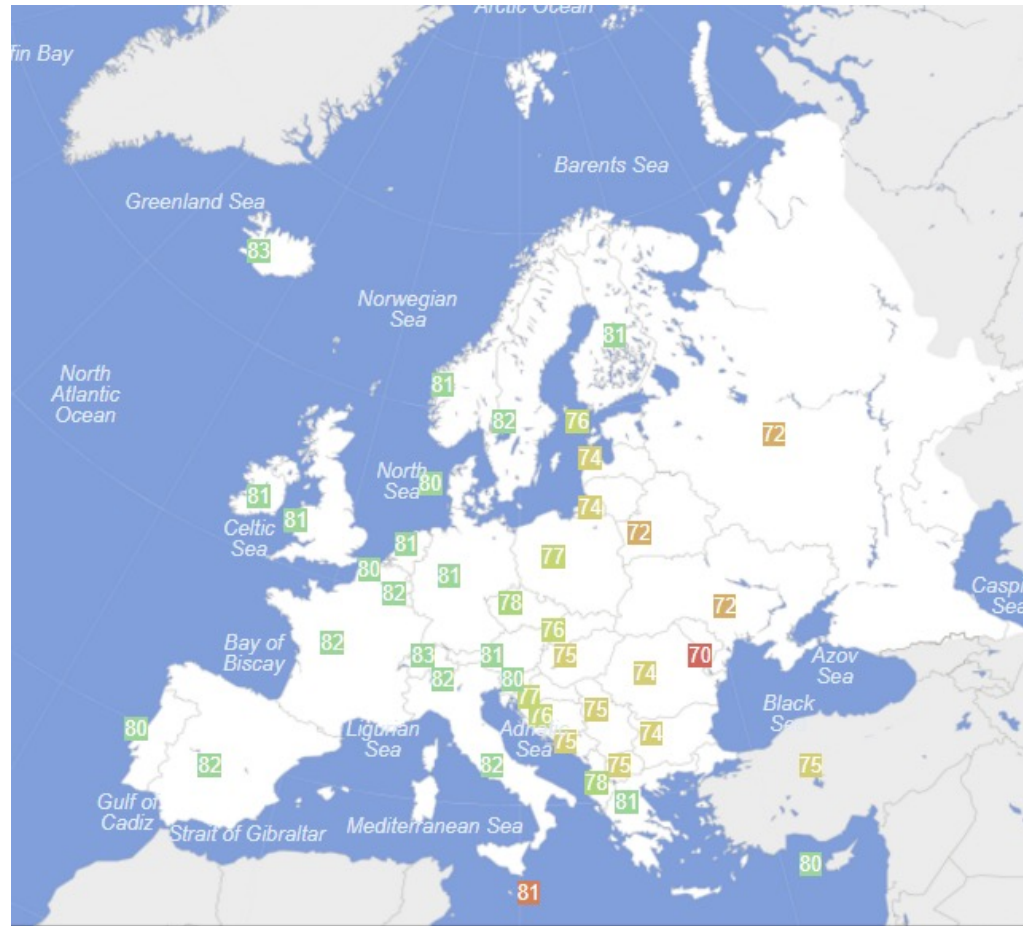 Arctic Ocean
fin Bay
Barents Sea
Greenland Sea
83
Norwegian
Sea
81
North
Atlantic
Ocean
81
82
76
72
74
North
Sea
80
81
81
74
Celtic
Sea
72
81
77
80
81
82
78
72
76
Bay of
Biscay
82
83
81
75
70
82
80
74
Azov
Sea
77
76
75
Black
80
Ligurian
Sea
Adriatic
Sea
75
74
82
82
75
75
78
81
Gulf of
Cadiz
Strait of Gibraltar
Mediterranean Sea
80
81
Caspi
Sea